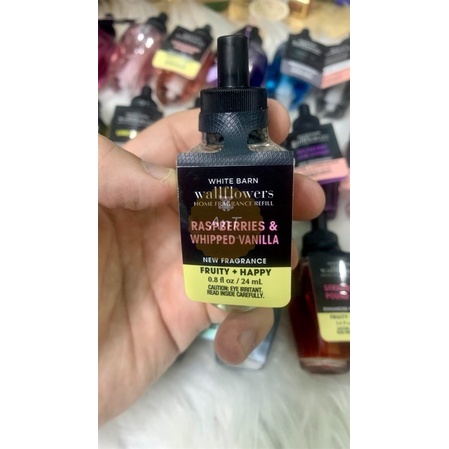 WHITE BARN
wallflowers
HOME FRAGRANCE REFILL
RASPBERRIES &
WHIPPED VANILLA
NEW FRAGRANCE
FRUITY + HAPPY
0.8 fl oz / 24 mL
CAUTION: EYE IRRITANT.
READ INSIDE CAREFULLY.